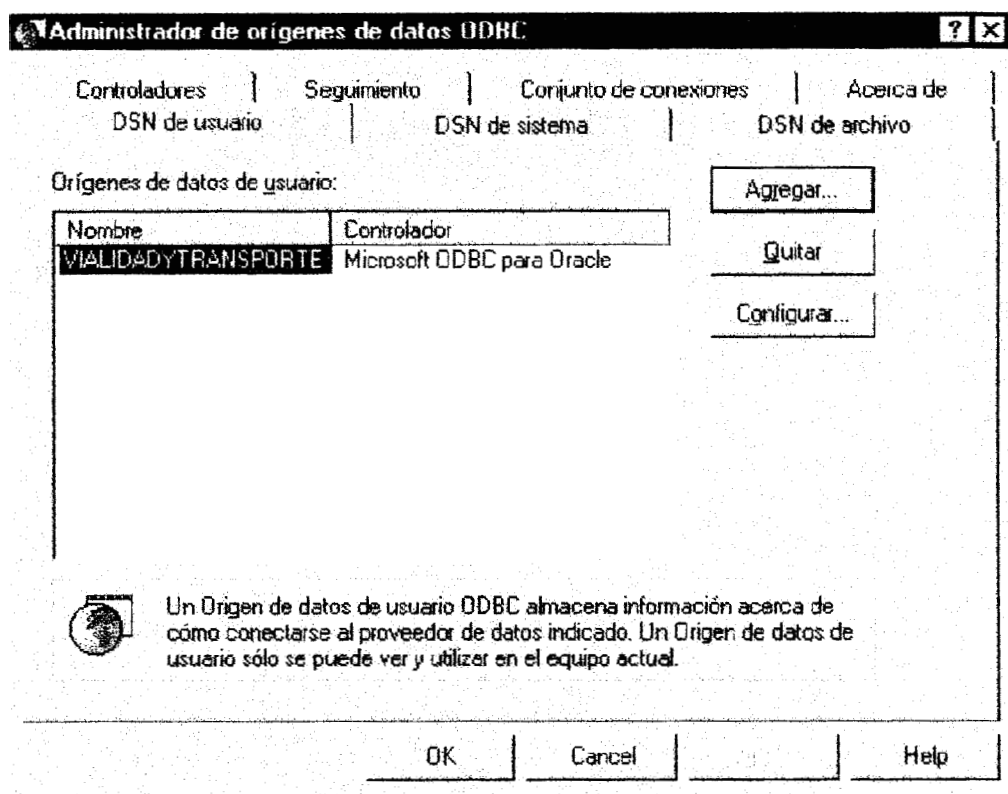 Administrador de orígenes de datos ODBC
Controladores Seguimiento Conjunto de conexiones Acerca de
DSN de usuario DSN de sistema DSN de archivo
Orígenes de datos de usuario:
Agregar...
Nombre Controlador
VIALIDADYTRANSPORTE Microsoft ODBC para Oracle
Quitar
Configurar...
Un Origen de datos de usuario ODBC almacena información acerca de
cómo conectarse al proveedor de datos indicado. Un Origen de datos de
usuario sólo se puede ver y utilizar en el equipo actual.
OK Cancel Help